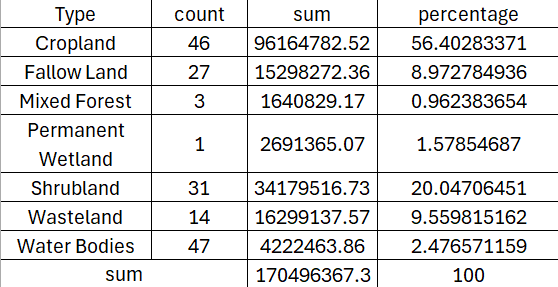 Type count sum percentage
Cropland 46 96164782.52 56.40283371
Fallow Land 27 15298272.36 8.972784936
Mixed Forest 3 1640829.17 0.962383654
Permanent
Wetland 1 2691365.07 1.57854687
Shrubland 31 34179516.73 20.04706451
Wasteland 14 16299137.57 9.559815162
Water Bodies 47 4222463.86 2.476571159
sum 170496367.3 100